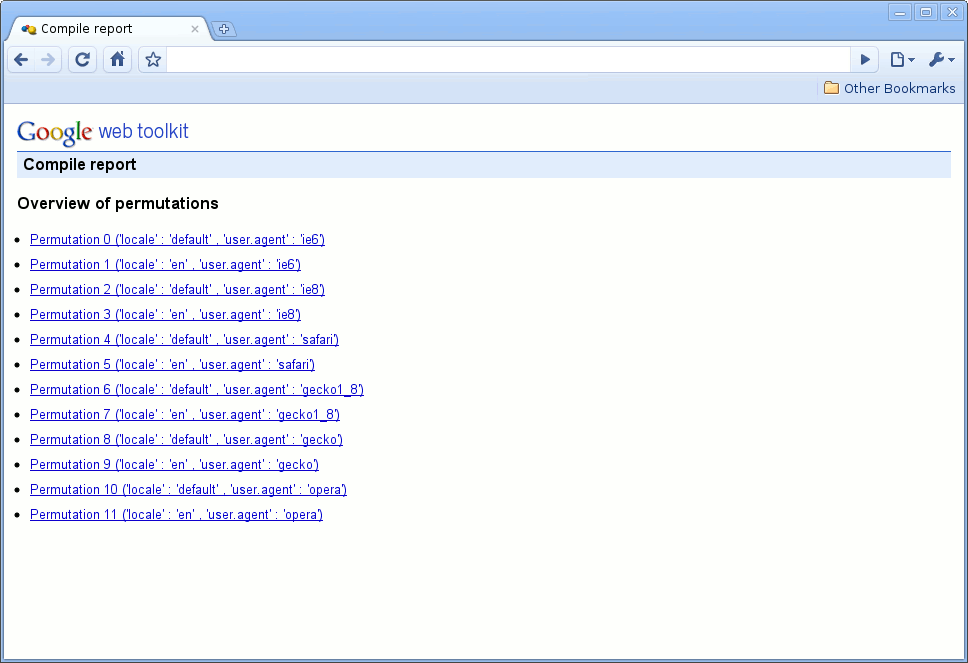 Compile report
Other Bookmarks
Google web toolkit
Compile report
Overview of permutations
Permutation 0 ('locale' : 'default' , 'user.agent' : 'ie6')
Permutation 1 ('locale' : 'en' , 'user.agent' : 'ie6')
Permutation 2 ('locale' : 'default' , 'user.agent' : 'ie8')
Permutation 3 ('locale' : 'en' , 'user.agent' : 'ie8')
Permutation 4 ('locale' : 'default' , 'user.agent' : 'safari')
Permutation 5 ('locale' : 'en' , 'user.agent' : 'safari')
Permutation 6 ('locale' : 'default' , 'user.agent' : 'gecko1_8')
Permutation 7 ('locale' : 'en' , 'user.agent' : 'gecko1_8')
Permutation 8 ('locale' : 'default' , 'user.agent' : 'gecko')
Permutation 9 ('locale' : 'en' , 'user.agent' : 'gecko')
Permutation 10 ('locale' : 'default' , 'user.agent' : 'opera')
Permutation 11 ('locale' : 'en' , 'user.agent' : 'opera')